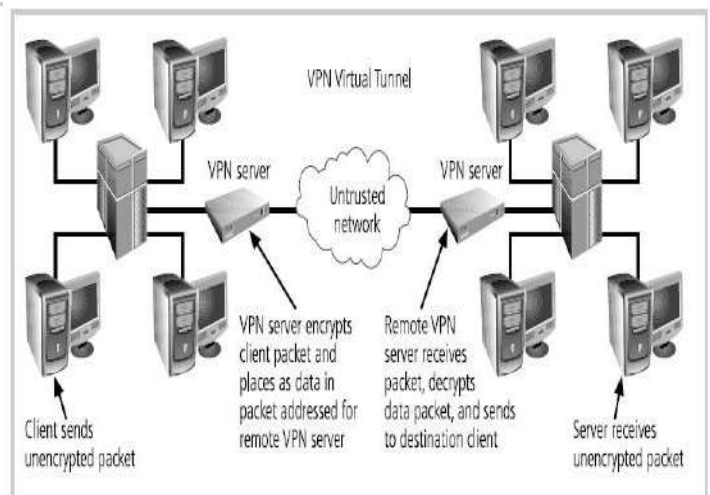 VPN Virtual Tunnel
VPN server
Untrusted
network
VPN server
VPN server encrypts
client packet and
places as data in
packet addressed for
remote VPN server
Remote VPN
server receives
packet, decrypts
data packet, and sends
to destination client
Client sends
unencrypted packet
Server receives
unencrypted packet